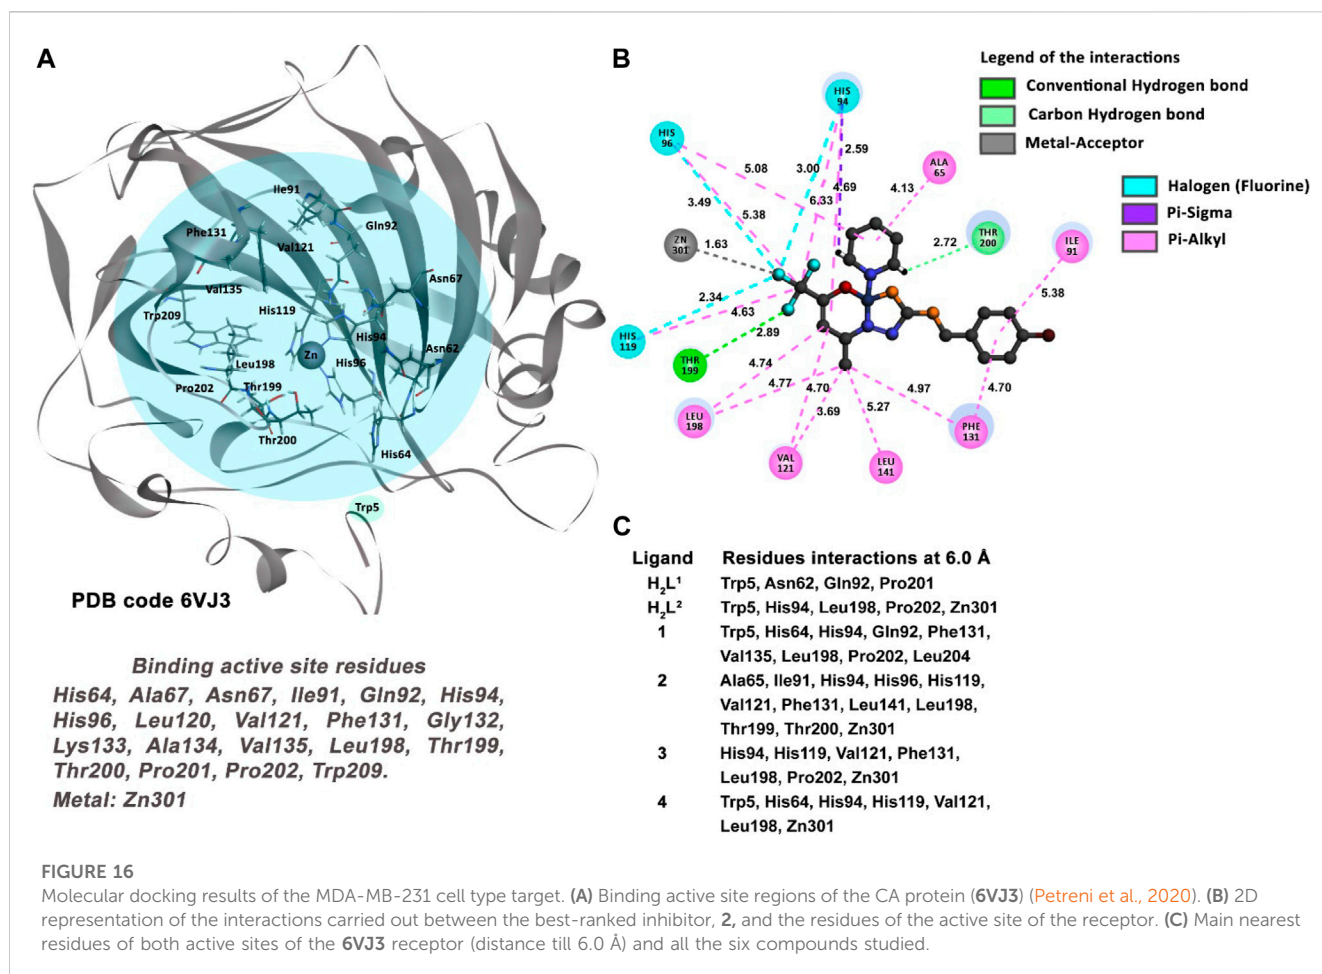 A
Ile91
Gln92
Phe131
Val121
Asn67
Val135
His119
Trp209
His94
Asn62
Zn
His96
Leu198
Pro202
Thr199
Thr200
His64
Trp5
PDB code 6VJ3
Binding active site residues
His64, Ala67, Asn67, Ile91, Gln92, His94,
His96, Leu120, Val121, Phe131, Gly132,
Lys133, Ala134, Val135, Leu198, Thr199,
Thr200, Pro201, Pro202, Trp209.
Metal: Zn301
B
Legend of the interactions
Conventional Hydrogen bond
Carbon Hydrogen bond
Metal-Acceptor
Halogen (Fluorine)
Pi-Sigma
Pi-Alkyl
HIS
94
HIS
96
2.59
5.08
3.00
ALA
65
4.69
4.13
3.49
5.38
6.33
ZN
301
1.63
THR
200
2.72
ILE
91
2.34
4.63
5.38
HIS
119
2.89
THR
199
4.74
4.77
4.70
4.97
4.70
3.69
5.27
LEU
198
PHE
131
VAL
121
LEU
141
C
Ligand Residues interactions at 6.0 Å
H₂L¹ Trp5, Asn62, Gln92, Pro201
H₂L² Trp5, His94, Leu198, Pro202, Zn301
1 Trp5, His64, His94, Gln92, Phe131,
Val135, Leu198, Pro202, Leu204
2 Ala65, Ile91, His94, His96, His119,
Val121, Phe131, Leu141, Leu198,
Thr199, Thr200, Zn301
3 His94, His119, Val121, Phe131,
Leu198, Pro202, Zn301
4 Trp5, His64, His94, His119, Val121,
Leu198, Zn301
FIGURE 16
Molecular docking results of the MDA-MB-231 cell type target. (A) Binding active site regions of the CA protein (6VJ3) (Petreni et al., 2020). (B) 2D
representation of the interactions carried out between the best-ranked inhibitor, 2, and the residues of the active site of the receptor. (C) Main nearest
residues of both active sites of the 6VJ3 receptor (distance till 6.0 Å) and all the six compounds studied.